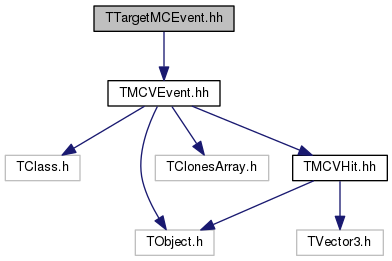 TTargetMCEvent.hh
TMCVEvent.hh
TClass.h
TClonesArray.h
TMCVHit.hh
TObject.h
TVector3.h